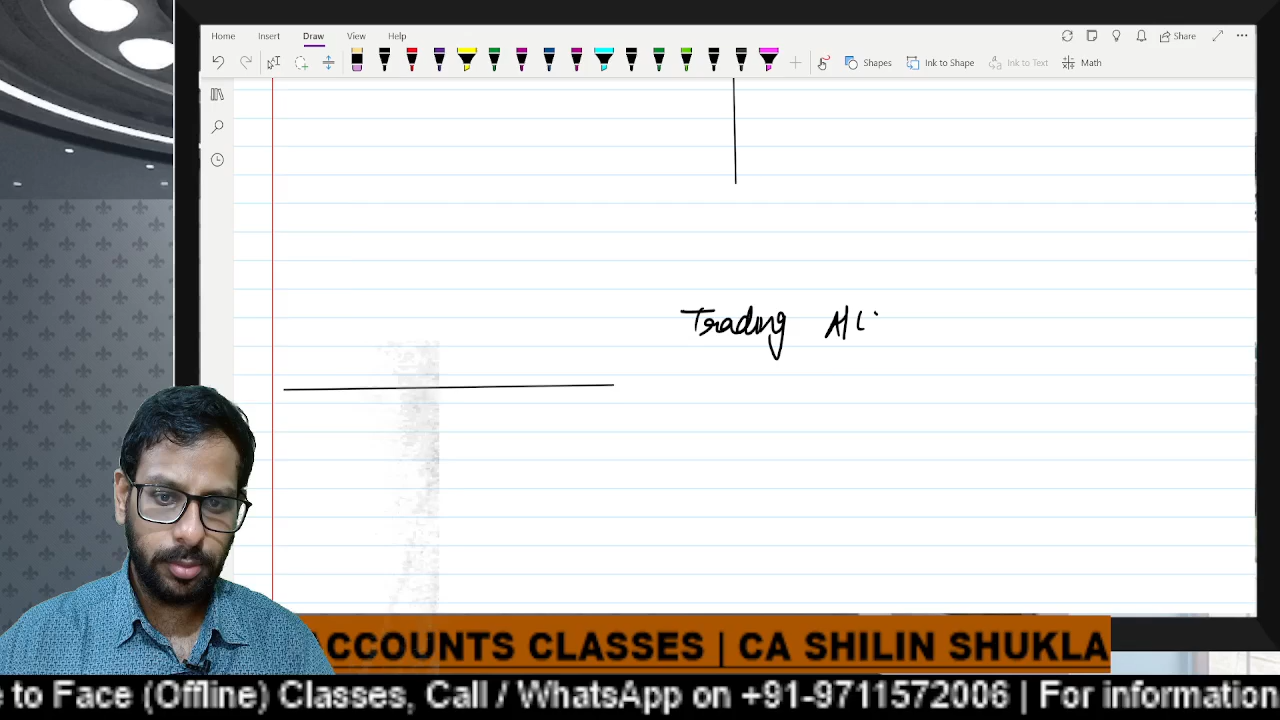 Home Insert Draw View Help Share
Ink to Shape Ink to Text Math
Shapes
Trading A/c
ACCOUNTS CLASSES | CA SHILIN SHUKLA
e to Face (Offline) Classes, Call / WhatsApp on +91-9711572006 | For information